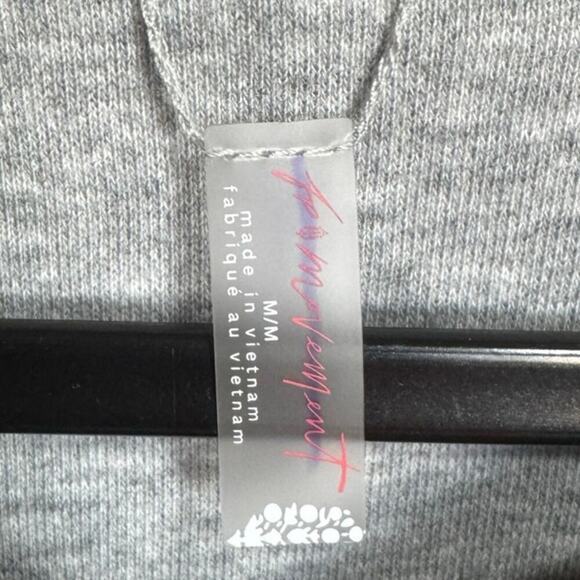 fp movement
M/M
made in vietnam
fabriqué au vietnam